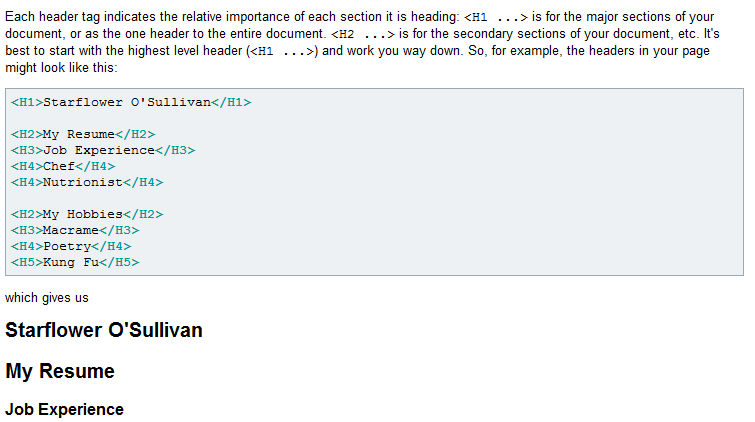 Each header tag indicates the relative importance of each section it is heading: <H1 ...> is for the major sections of your
document, or as the one header to the entire document. <H2 ...> is for the secondary sections of your document, etc. It's
best to start with the highest level header (<H1 ...>) and work you way down. So, for example, the headers in your page
might look like this:
<H1>Starflower O'Sullivan</H1>
<H2>My Resume</H2>
<H3>Job Experience</H3>
<H4>Chef</H4>
<H4>Nutrionist</H4>
<H2>My Hobbies</H2>
<H3>Macrame</H3>
<H4>Poetry</H4>
<H5>Kung Fu</H5>
which gives us
Starflower O'Sullivan
My Resume
Job Experience